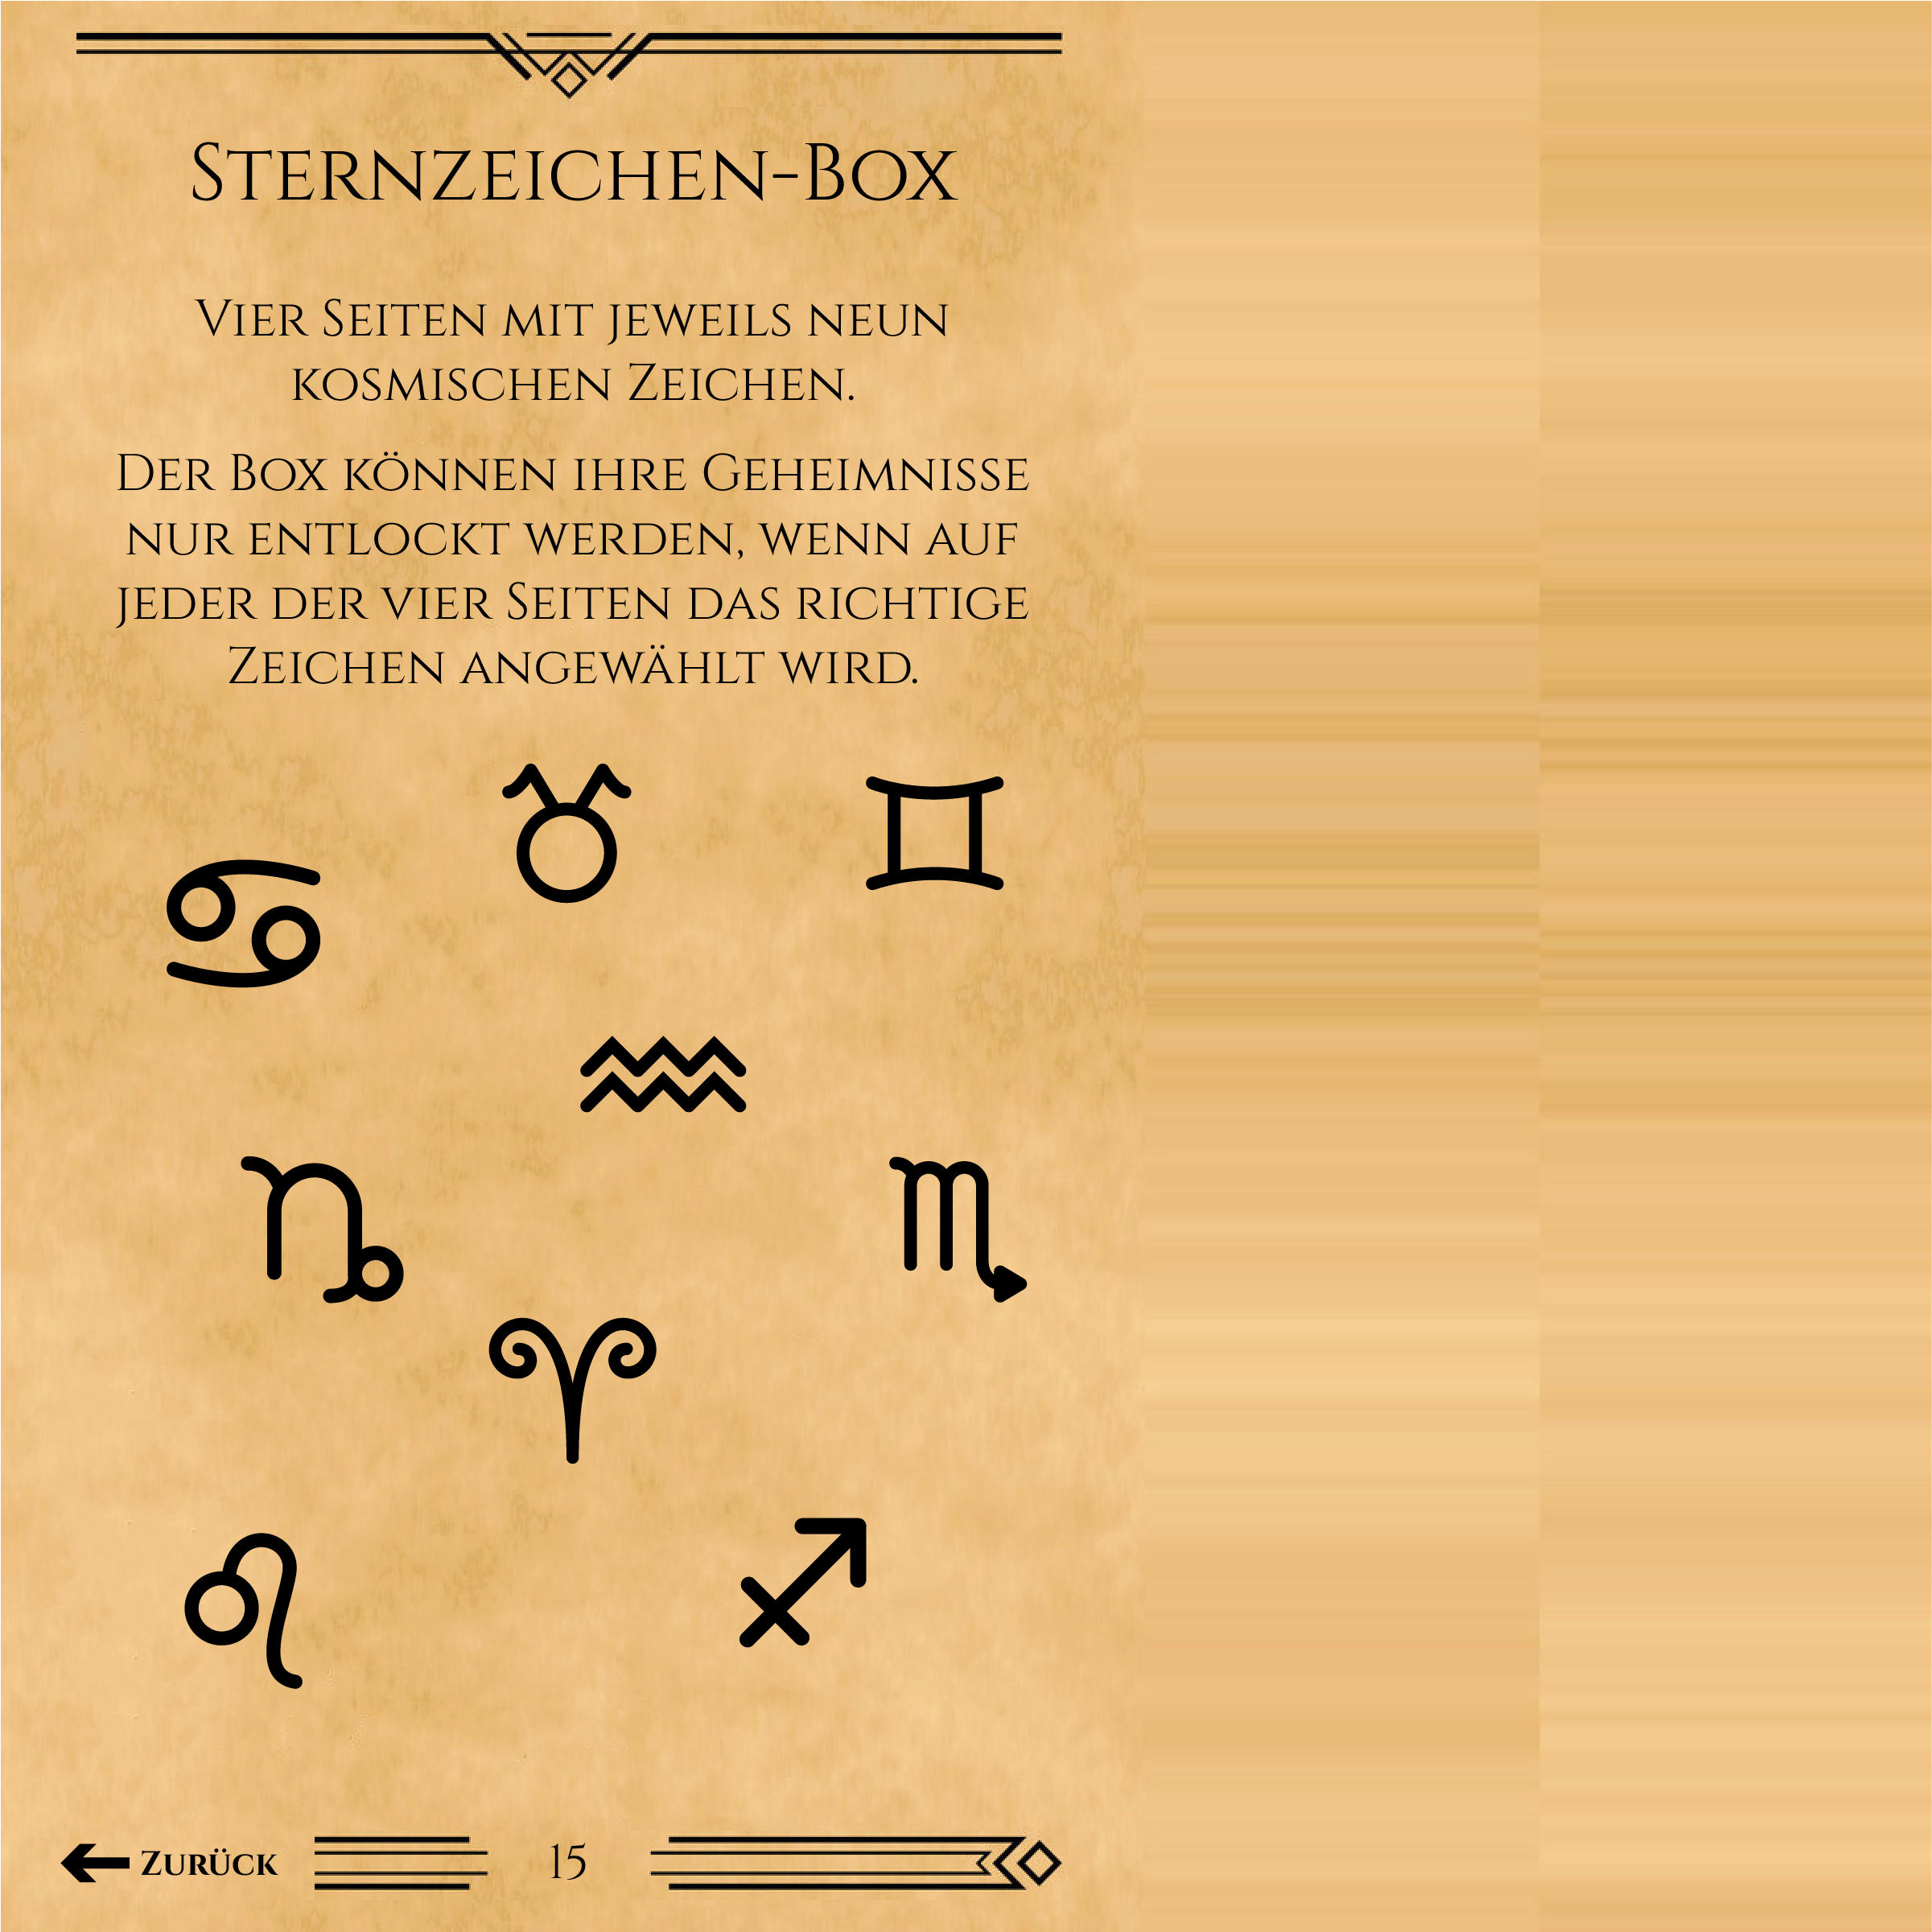 Sternzeichen-Box
Vier Seiten mit jeweils neun
kosmischen Zeichen.
Der Box können ihre Geheimnisse
nur entlockt werden, wenn auf
jeder der vier Seiten das richtige
Zeichen angewählt wird.
Zurück
15